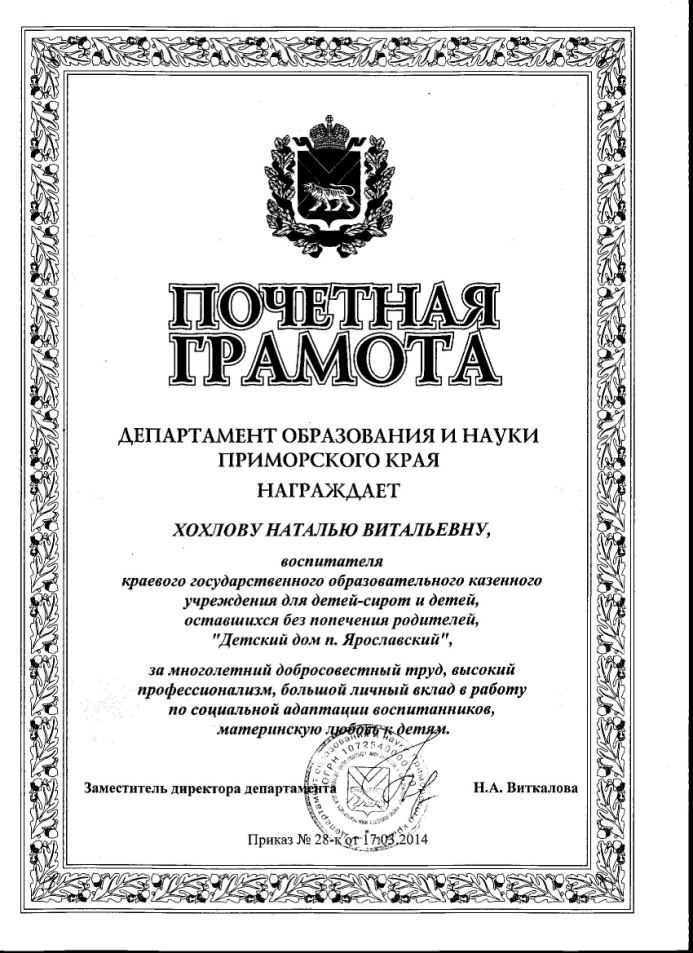 ПОЧЕТНАЯ
ГРАМОТА
ДЕПАРТАМЕНТ ОБРАЗОВАНИЯ И НАУКИ
ПРИМОРСКОГО КРАЯ
НАГРАЖДАЕТ
ХОХЛОВУ НАТАЛЬЮ ВИТАЛЬЕВНУ,
воспитателя
краевого государственного образовательного казенного
учреждения для детей-сирот и детей,
оставшихся без попечения родителей,
"Детский дом п. Ярославский",
за многолетний добросовестный труд, высокий
профессионализм, большой личный вклад в работу
по социальной адаптации воспитанников,
материнскую любовь к детям.
Заместитель директора департамента Н.А. Виткалова
Приказ № 28-к от 17.03.2014